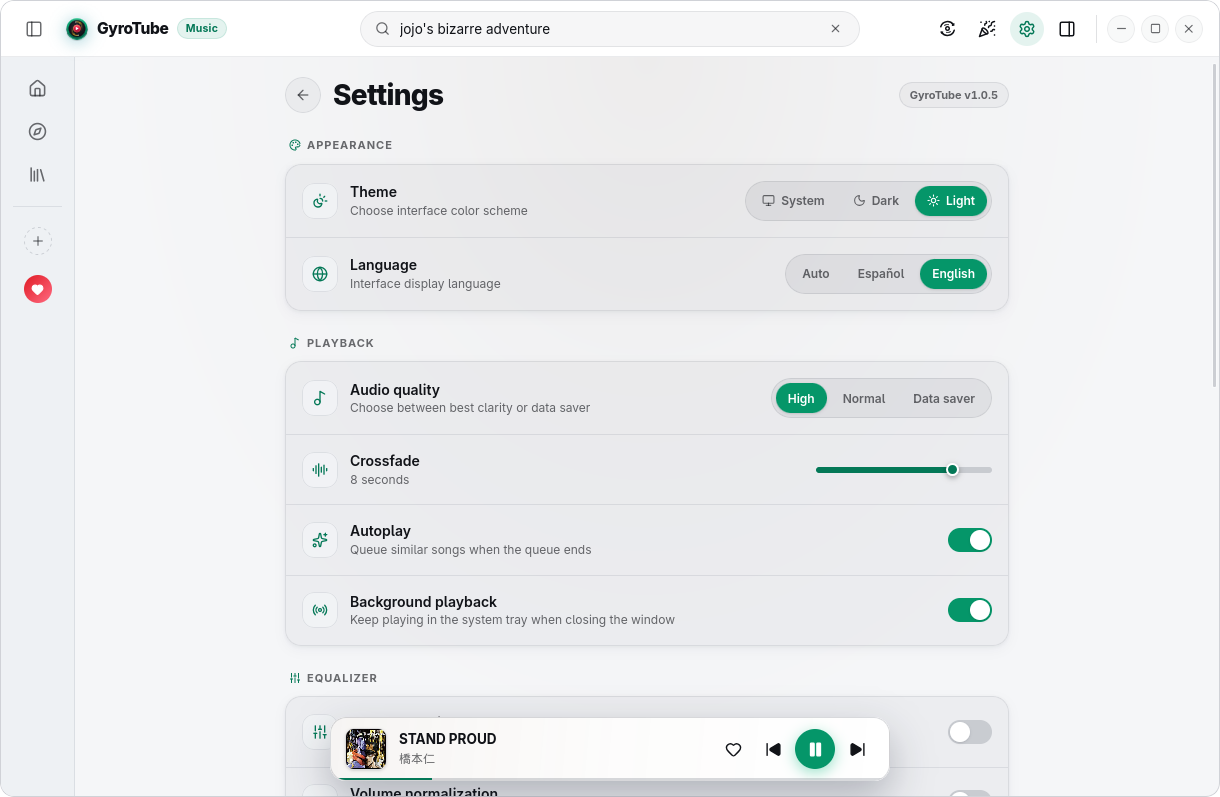 GyroTube Music
jojo's bizarre adventure
Settings
GyroTube v1.0.5
APPEARANCE
Theme
Choose interface color scheme
System Dark Light
Language
Interface display language
Auto Español English
PLAYBACK
Audio quality
Choose between best clarity or data saver
High Normal Data saver
Crossfade
8 seconds
Autoplay
Queue similar songs when the queue ends
Background playback
Keep playing in the system tray when closing the window
EQUALIZER
STAND PROUD
橋本仁
Volume normalization